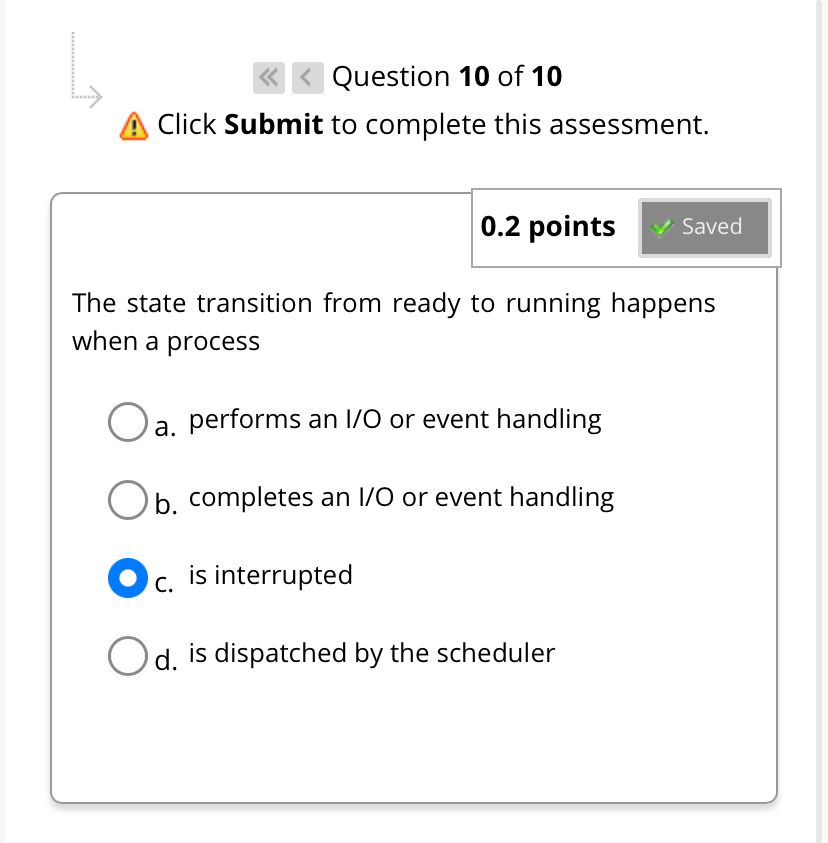 Question 10 of 10
Click Submit to complete this assessment.
0.2 points
Saved
The state transition from ready to running happens
when a process
a. performs an I/O or event handling
b. completes an I/O or event handling
c. is interrupted
d. is dispatched by the scheduler